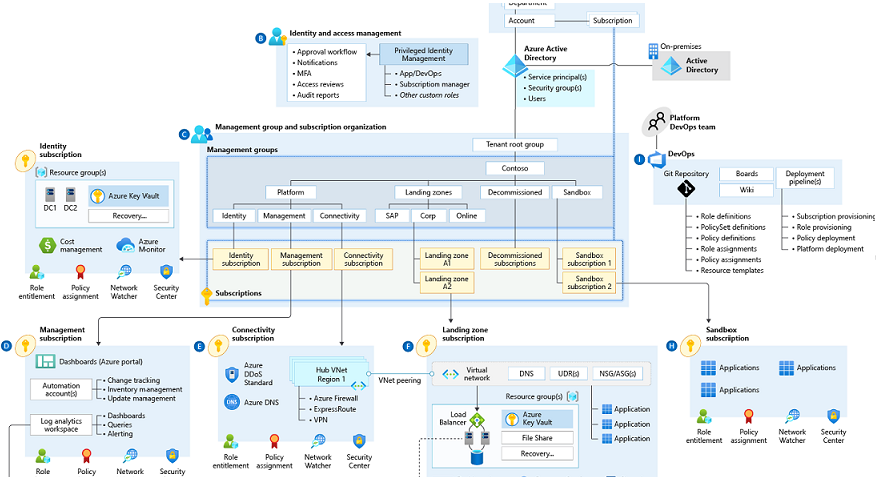 Department
Account
Subscription
B
Identity and access management
• Approval workflow
• Notifications
• MFA
• Access reviews
• Audit reports
Privileged Identity
Management
• App/DevOps
• Subscription manager
• Other custom roles
Azure Active
Directory
• Service principal(s)
• Security group(s)
• Users
On-premises
Active
Directory
C
Management group and subscription organization
Management groups
Tenant root group
Contoso
Platform
Landing zones
Decommissioned
Sandbox
Identity
Management
Connectivity
SAP
Corp
Online
Identity
subscription
Management
subscription
Connectivity
subscription
Landing zone
A1
Landing zone
A2
Decommissioned
subscriptions
Sandbox
subscription 1
Sandbox
subscription 2
Subscriptions
Identity
subscription
Resource group(s)
DC1
DC2
Azure Key Vault
Recovery...
Cost
management
Azure
Monitor
Role
entitlement
Policy
assignment
Network
Watcher
Security
Center
Platform
DevOps team
I
DevOps
Git Repository
Boards
Wiki
Deployment
pipeline(s)
• Role definitions
• PolicySet definitions
• Policy definitions
• Role assignments
• Policy assignments
• Resource templates
• Subscription provisioning
• Role provisioning
• Policy deployment
• Platform deployment
D
Management
subscription
Dashboards (Azure portal)
Automation
account(s)
• Change tracking
• Inventory management
• Update management
Log analytics
workspace
• Dashboards
• Queries
• Alerting
Role
Policy
Network
Security
E
Connectivity
subscription
Azure
DDoS
Standard
DNS
Azure DNS
Hub VNet
Region 1
• Azure Firewall
• ExpressRoute
• VPN
Role
entitlement
Policy
assignment
Network
Watcher
Security
Center
VNet peering
F
Landing zone
subscription
Virtual
network
DNS
UDR(s)
NSG/ASG(s)
Resource group(s)
Load
Balancer
Azure
Key Vault
File Share
Recovery...
Application
Application
Application
H
Sandbox
subscription
Applications
Applications
Applications
Role
entitlement
Policy
assignment
Network
Watcher
Security
Center